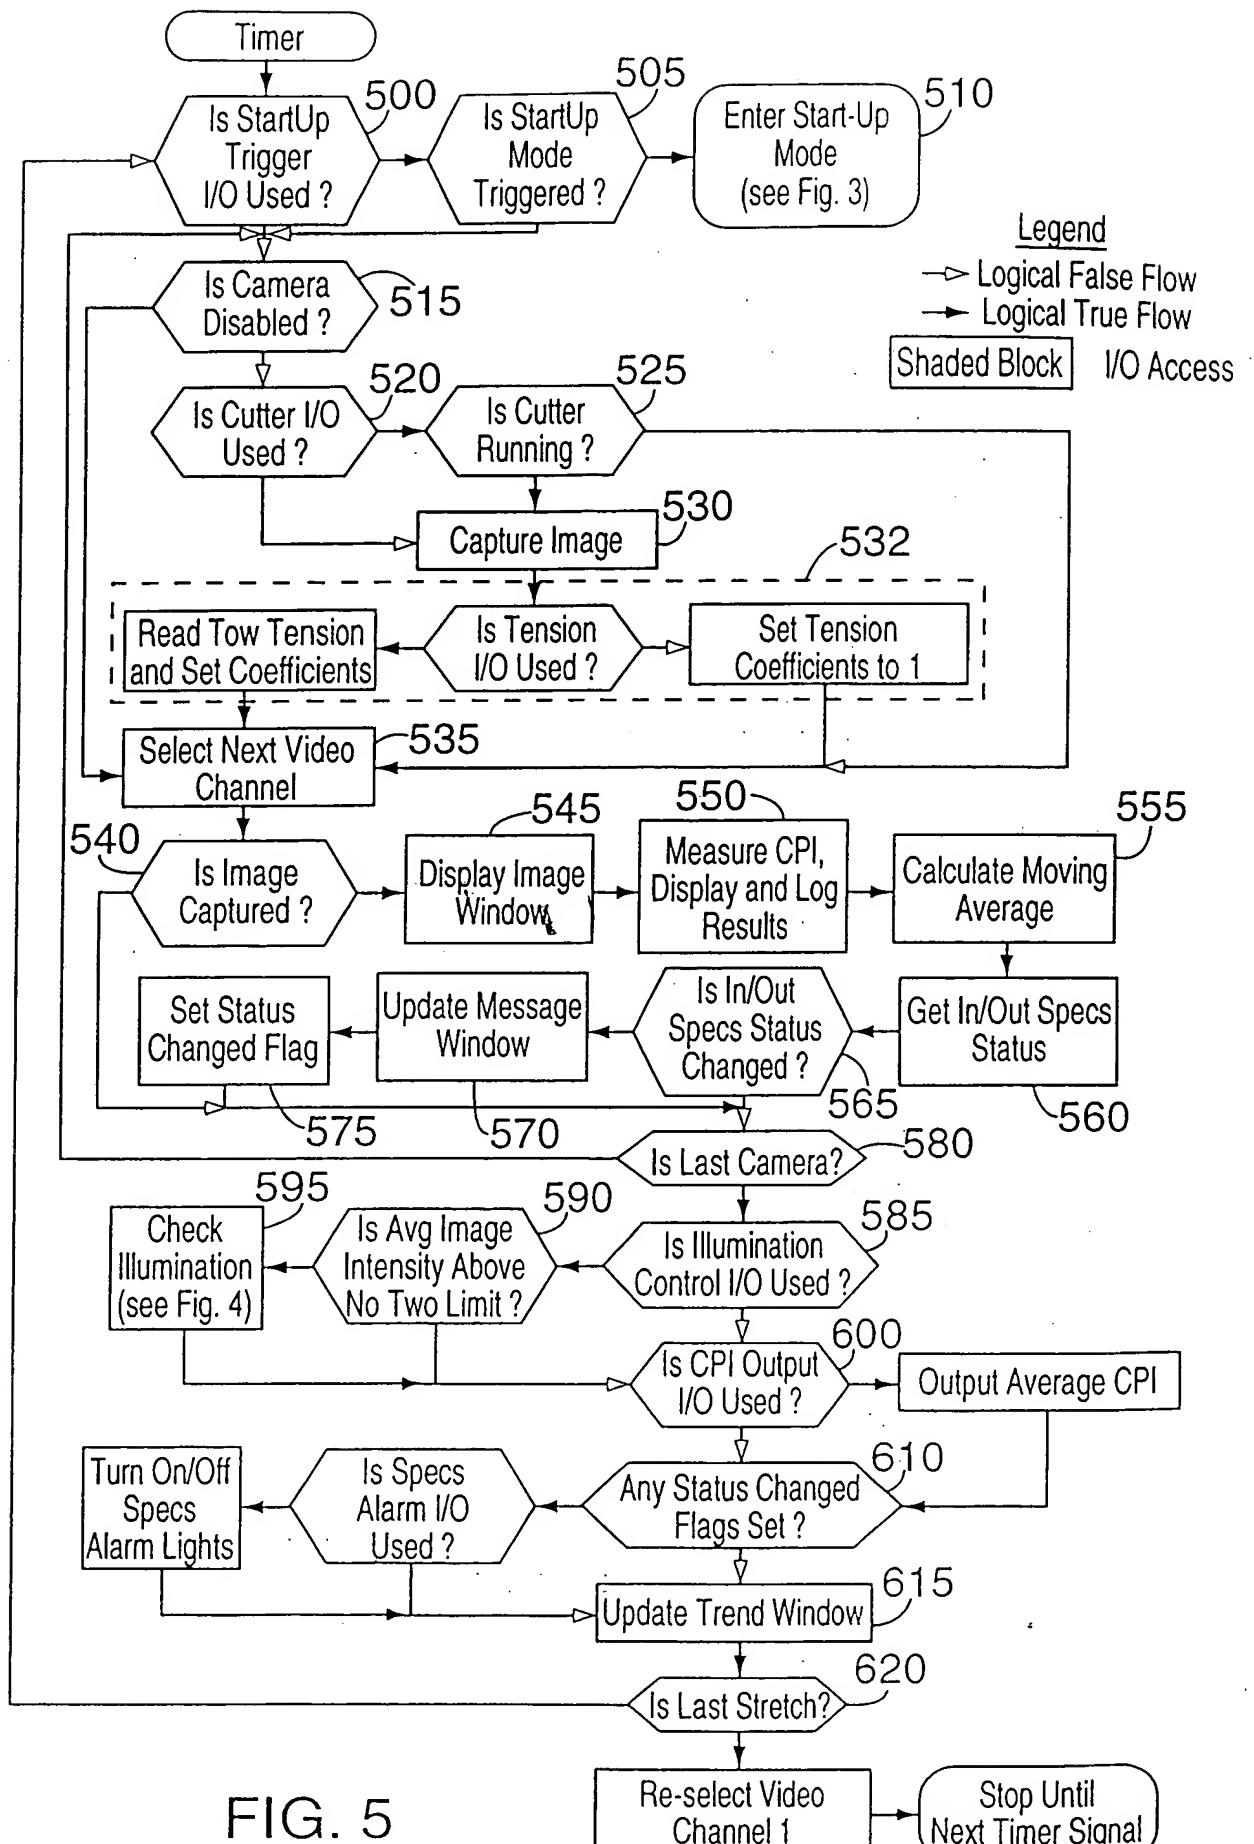 Timer
500
Is StartUp
Trigger
I/O Used ?
505
Is StartUp
Mode
Triggered ?
510
Enter Start-Up
Mode
(see Fig. 3)
Legend
Logical False Flow
Logical True Flow
Shaded Block
I/O Access
Is Camera
Disabled ?
515
520
Is Cutter I/O
Used ?
525
Is Cutter
Running ?
530
Capture Image
532
Read Tow Tension
and Set Coefficients
Is Tension
I/O Used ?
Set Tension
Coefficients to 1
535
Select Next Video
Channel
540
Is Image
Captured ?
545
Display Image
Window
550
Measure CPI,
Display and Log
Results
555
Calculate Moving
Average
Set Status
Changed Flag
Update Message
Window
Is In/Out
Specs Status
Changed ?
Get In/Out Specs
Status
575
570
565
560
580
Is Last Camera?
595
Check
Illumination
(see Fig. 4)
590
Is Avg Image
Intensity Above
No Two Limit ?
585
Is Illumination
Control I/O Used ?
600
Is CPI Output
I/O Used ?
Output Average CPI
Turn On/Off
Specs
Alarm Lights
Is Specs
Alarm I/O
Used ?
610
Any Status Changed
Flags Set ?
615
Update Trend Window
620
Is Last Stretch?
Re-select Video
Channel 1
Stop Until
Next Timer Signal
FIG. 5